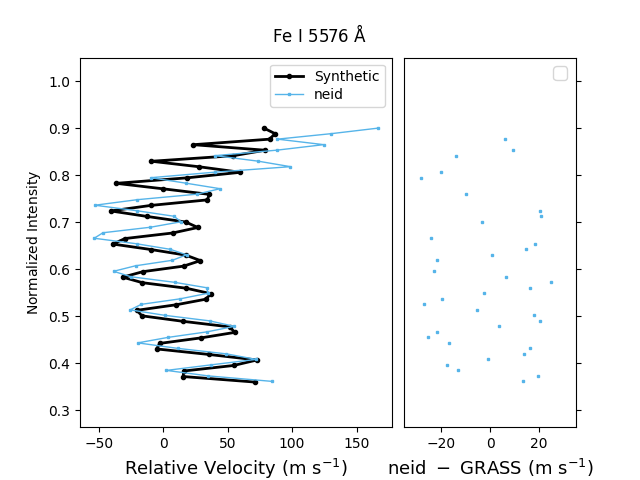 Fe I 5576 Å
Synthetic
neid
Normalized Intensity
1.0
0.9
0.8
0.7
0.6
0.5
0.4
0.3
−50 0 50 100 150
−20 0 20
Relative Velocity (m s⁻¹)
neid − GRASS (m s⁻¹)